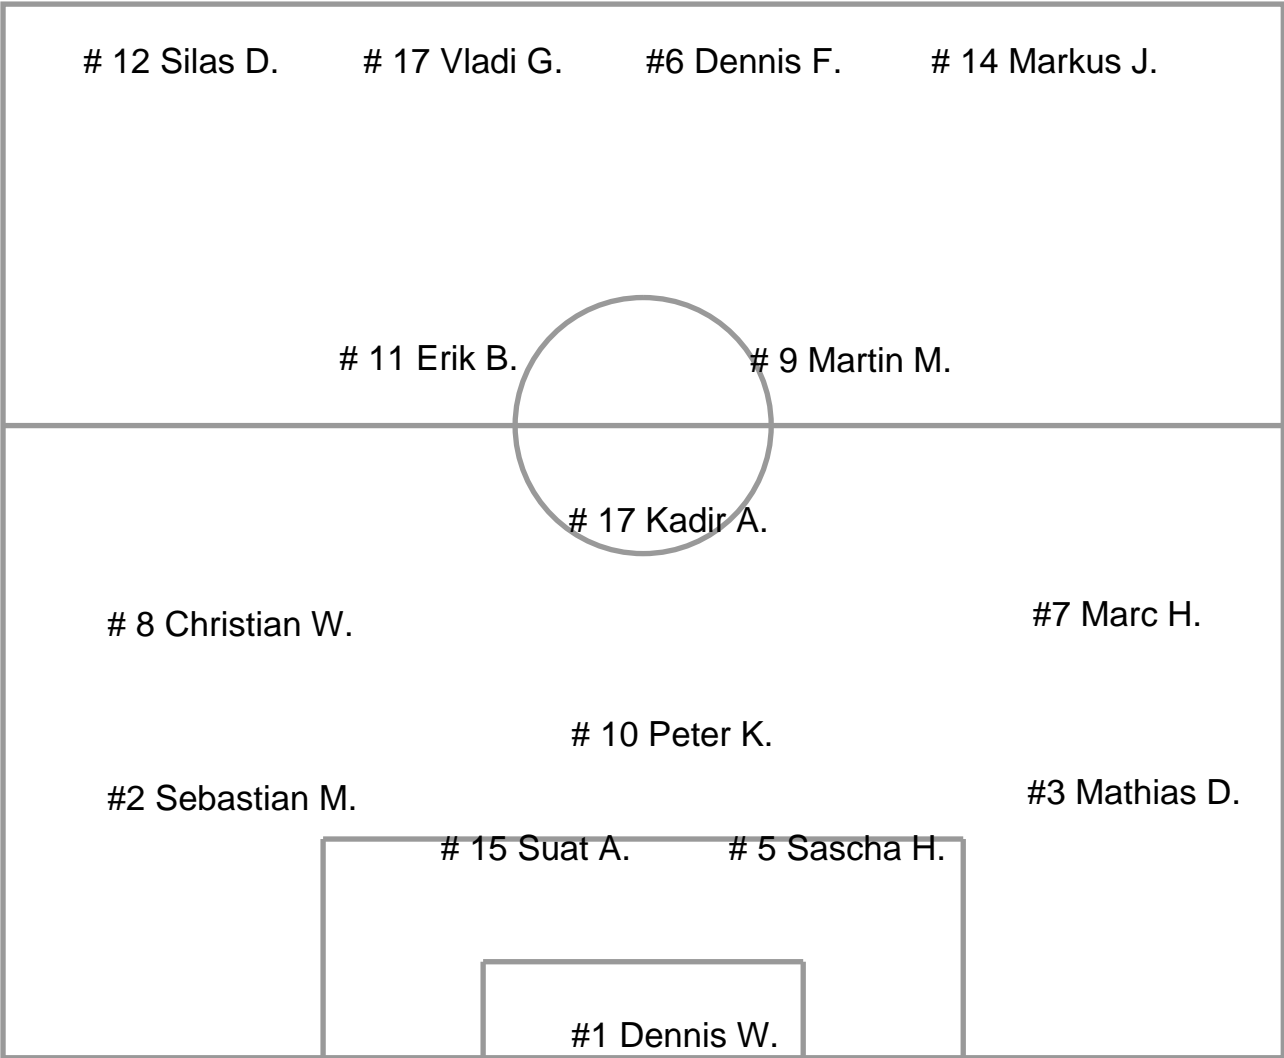 # 12 Silas D.
# 17 Vladi G.
#6 Dennis F.
# 14 Markus J.
# 11 Erik B.
# 9 Martin M.
# 17 Kadir A.
# 8 Christian W.
#7 Marc H.
# 10 Peter K.
#2 Sebastian M.
#3 Mathias D.
# 15 Suat A.
# 5 Sascha H.
#1 Dennis W.